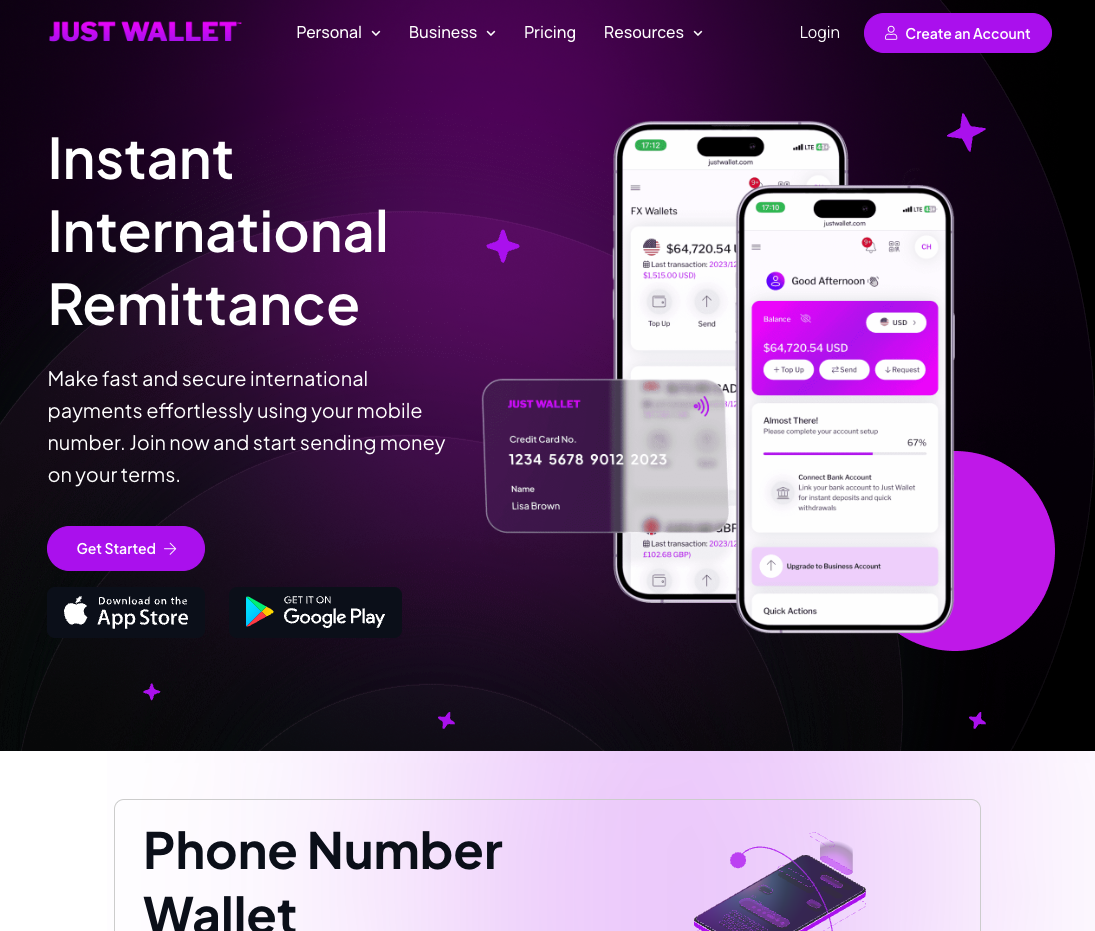 JUST WALLET
Personal
Business
Pricing
Resources
Login
Create an Account
Instant
International
Remittance
Make fast and secure international
payments effortlessly using your mobile
number. Join now and start sending money
on your terms.
Get Started
Download on the
App Store
GET IT ON
Google Play
17:12
LTE
justwallet.com
9+
FX Wallets
$64,720.54
Last transaction: 2023/12
$1,515.00 USD)
Top Up
Send
Last transaction: 2023/12
£102.68 GBP)
JUST WALLET
Credit Card No.
1234 5678 9012 2023
Name
Lisa Brown
17:10
LTE
justwallet.com
9+
CH
Good Afternoon
Balance
USD
$64,720.54 USD
+ Top Up
Send
Request
Almost There!
Please complete your account setup
67%
Connect Bank Account
Link your bank account to Just Wallet
for instant deposits and quick
withdrawals
Upgrade to Business Account
Quick Actions
Phone Number
Wallet